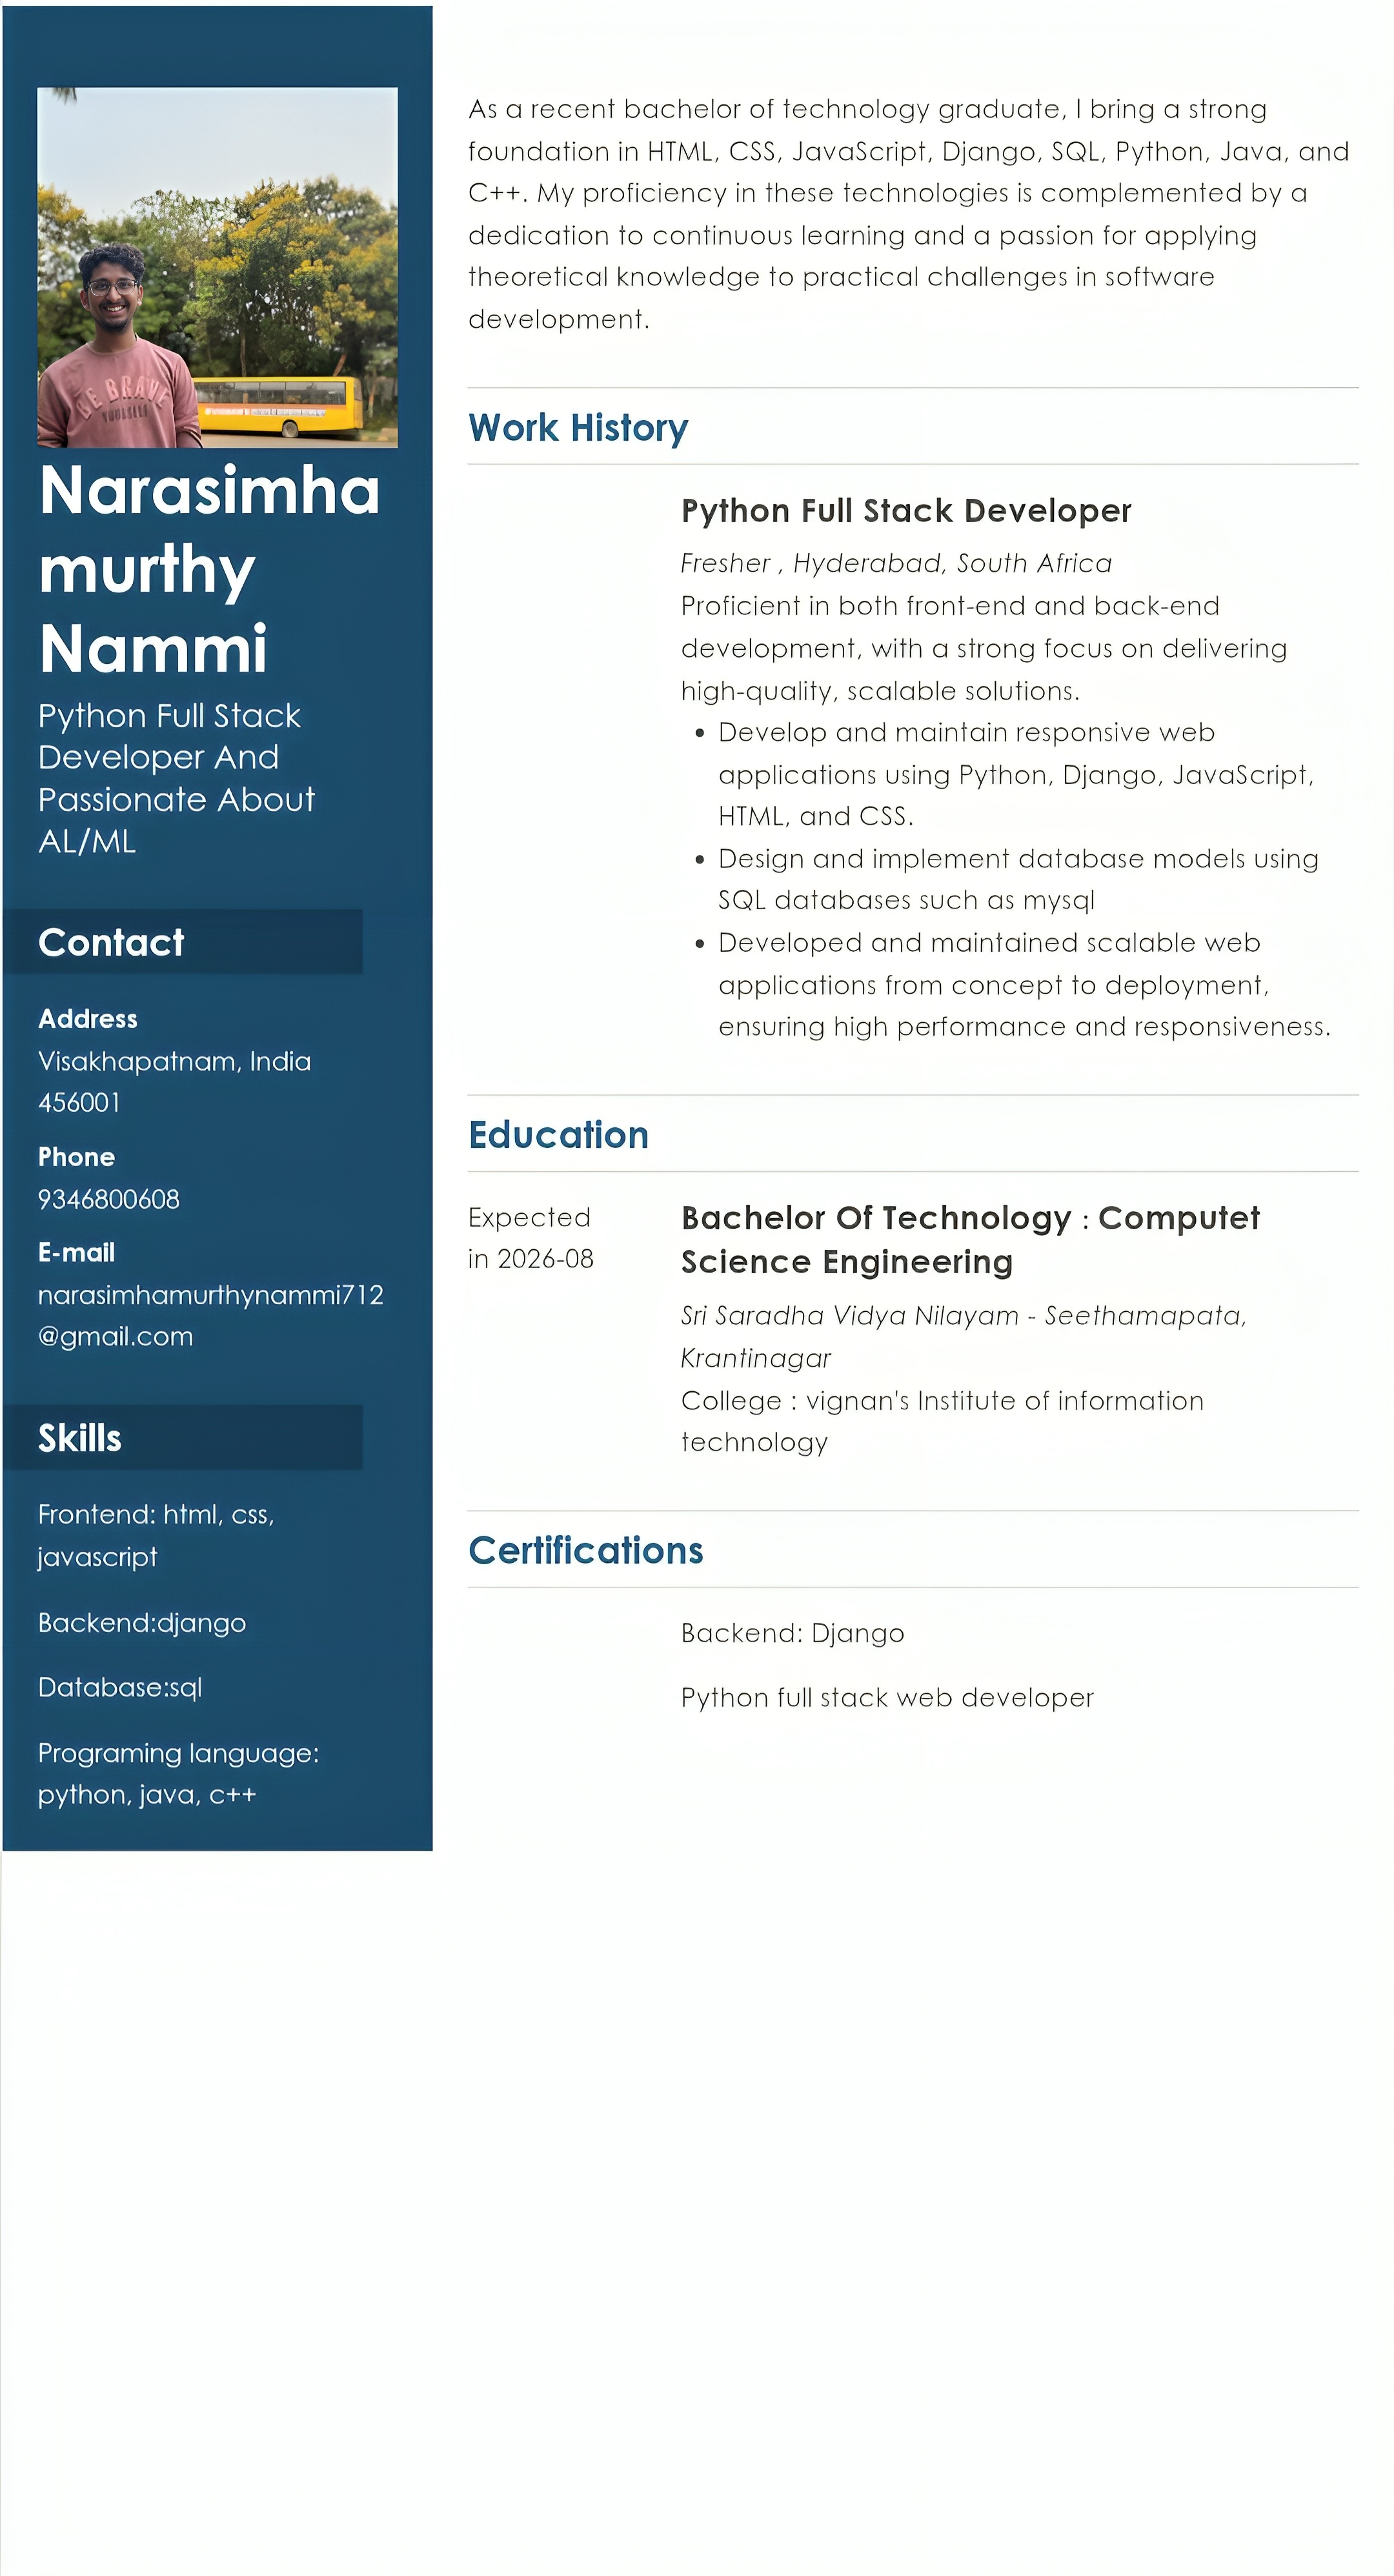 BE BRAVE
YOURSELF
Narasimha
murthy
Nammi
Python Full Stack
Developer And
Passionate About
AL/ML
Contact
Address
Visakhapatnam, India
456001
Phone
9346800608
E-mail
narasimhamurthynammi712
@gmail.com
Skills
Frontend: html, css,
javascript
Backend:django
Database:sql
Programing language:
python, java, c++
As a recent bachelor of technology graduate, I bring a strong
foundation in HTML, CSS, JavaScript, Django, SQL, Python, Java, and
C++. My proficiency in these technologies is complemented by a
dedication to continuous learning and a passion for applying
theoretical knowledge to practical challenges in software
development.
Work History
Python Full Stack Developer
Fresher , Hyderabad, South Africa
Proficient in both front-end and back-end
development, with a strong focus on delivering
high-quality, scalable solutions.
• Develop and maintain responsive web
applications using Python, Django, JavaScript,
HTML, and CSS.
• Design and implement database models using
SQL databases such as mysql
• Developed and maintained scalable web
applications from concept to deployment,
ensuring high performance and responsiveness.
Education
Expected
in 2026-08
Bachelor Of Technology : Computet
Science Engineering
Sri Saradha Vidya Nilayam - Seethamapata,
Krantinagar
College : vignan's Institute of information
technology
Certifications
Backend: Django
Python full stack web developer